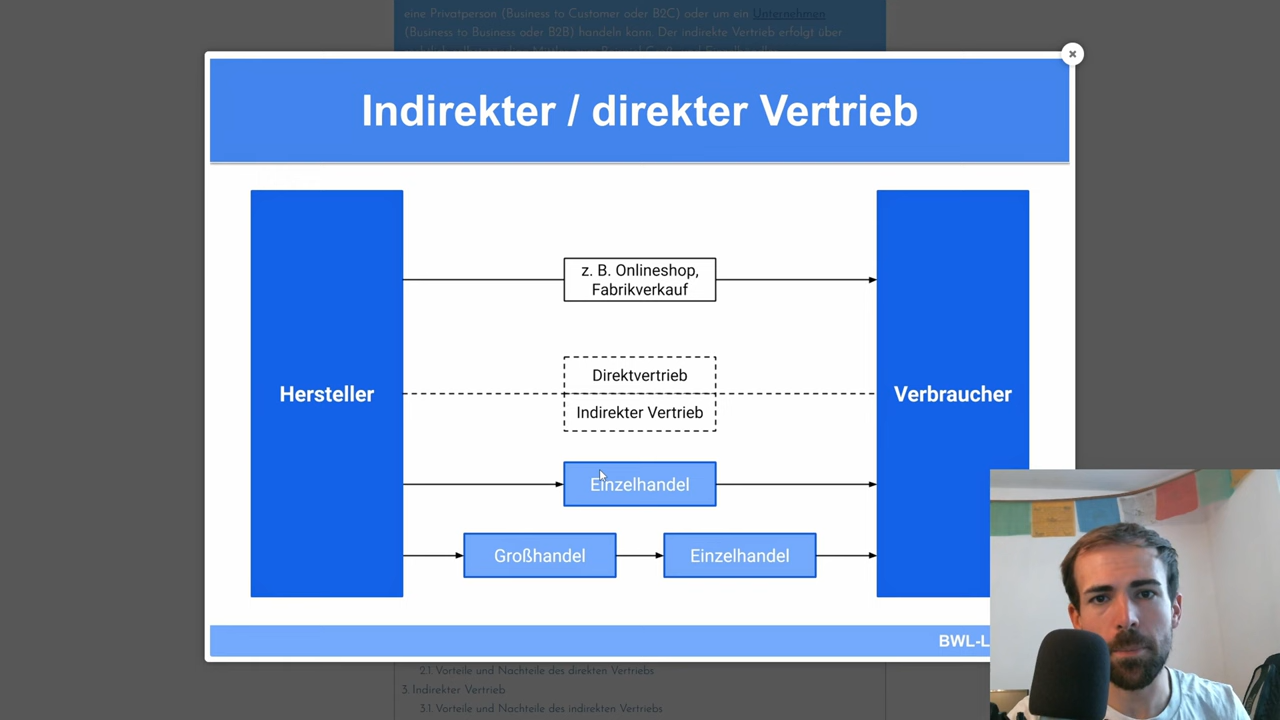 eine Privatperson (Business to Customer oder B2C) oder um ein Unternehmen
(Business to Business oder B2B) handeln kann. Der indirekte Vertrieb erfolgt über
Indirekter / direkter Vertrieb
z. B. Onlineshop,
Fabrikverkauf
Direktvertrieb
Hersteller
Verbraucher
Indirekter Vertrieb
Einzelhandel
Großhandel
Einzelhandel
BWL-L
2.1. Vorteile und Nachteile des direkten Vertriebs
3. Indirekter Vertrieb
3.1. Vorteile und Nachteile des indirekten Vertriebs